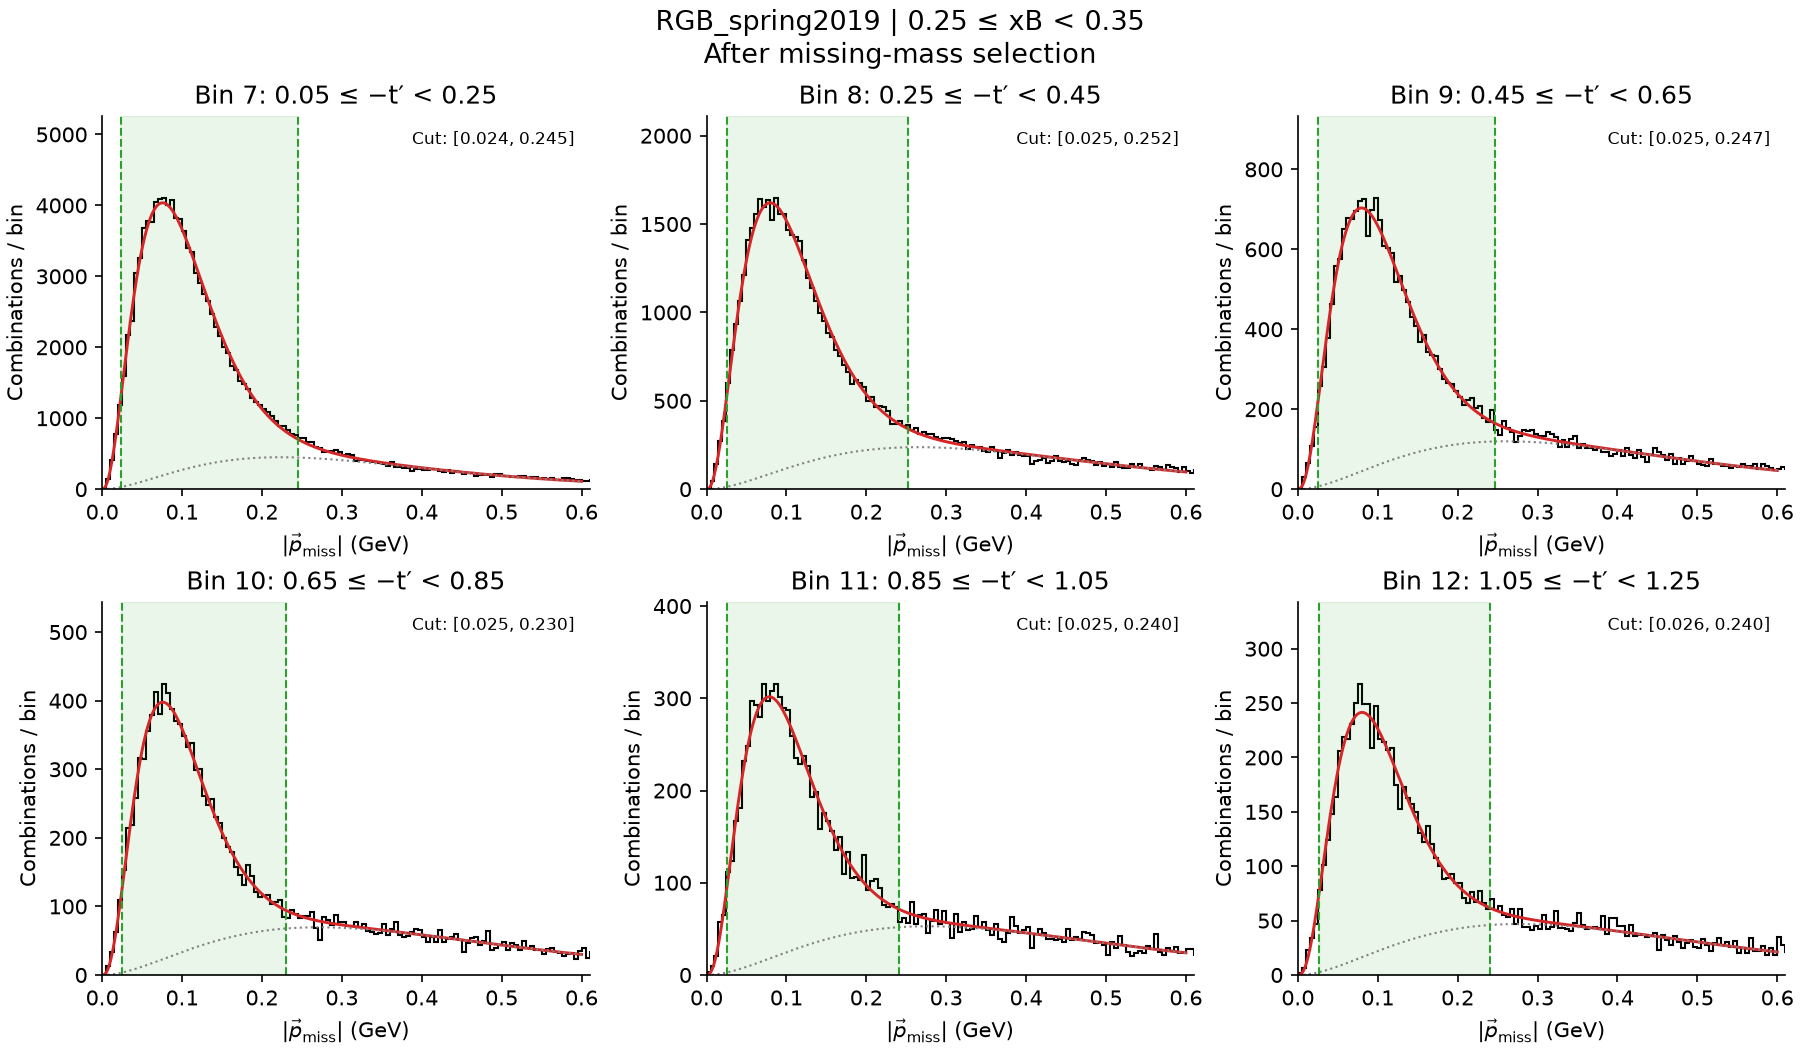 RGB_spring2019 | 0.25 ≤ xB < 0.35
After missing-mass selection
Bin 7: 0.05 ≤ −t′ < 0.25
Cut: [0.024, 0.245]
5000
4000
3000
2000
1000
0
Combinations / bin
0.0 0.1 0.2 0.3 0.4 0.5 0.6
|p⃗miss| (GeV)
Bin 8: 0.25 ≤ −t′ < 0.45
Cut: [0.025, 0.252]
2000
1500
1000
500
0
Combinations / bin
0.0 0.1 0.2 0.3 0.4 0.5 0.6
|p⃗miss| (GeV)
Bin 9: 0.45 ≤ −t′ < 0.65
Cut: [0.025, 0.247]
800
600
400
200
0
Combinations / bin
0.0 0.1 0.2 0.3 0.4 0.5 0.6
|p⃗miss| (GeV)
Bin 10: 0.65 ≤ −t′ < 0.85
Cut: [0.025, 0.230]
500
400
300
200
100
0
Combinations / bin
0.0 0.1 0.2 0.3 0.4 0.5 0.6
|p⃗miss| (GeV)
Bin 11: 0.85 ≤ −t′ < 1.05
Cut: [0.025, 0.240]
400
300
200
100
0
Combinations / bin
0.0 0.1 0.2 0.3 0.4 0.5 0.6
|p⃗miss| (GeV)
Bin 12: 1.05 ≤ −t′ < 1.25
Cut: [0.026, 0.240]
300
250
200
150
100
50
0
Combinations / bin
0.0 0.1 0.2 0.3 0.4 0.5 0.6
|p⃗miss| (GeV)